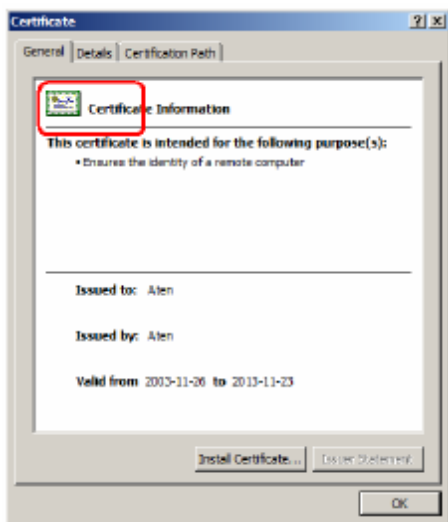 Certificate
General Details Certification Path
Certificate Information
This certificate is intended for the following purpose(s):
• Ensures the identity of a remote computer
Issued to: Aten
Issued by: Aten
Valid from 2003-11-26 to 2013-11-23
Install Certificate... Issuer Statement
OK